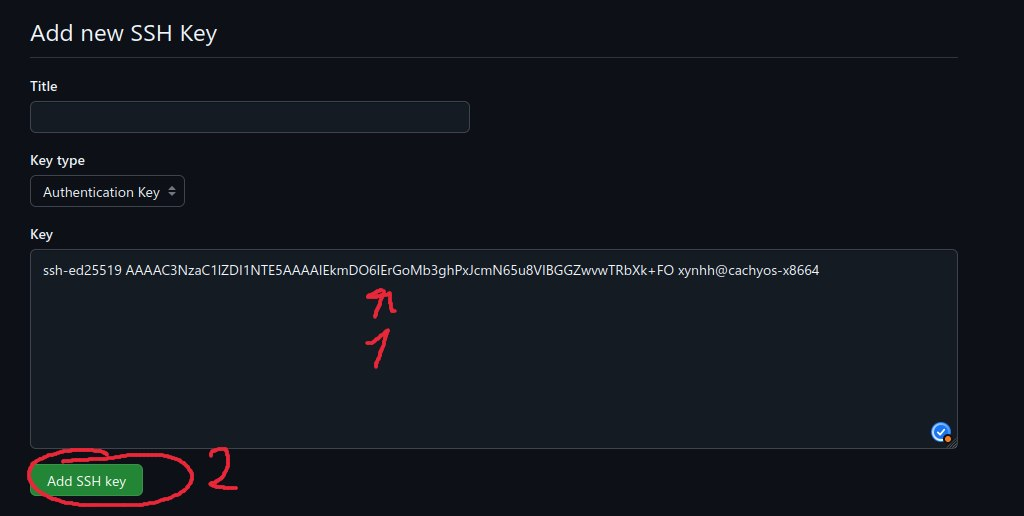 Add new SSH Key
Title
Key type
Authentication Key
Key
ssh-ed25519 AAAAC3NzaC1lZDI1NTE5AAAAIEkmDO6lErGoMb3ghPxJcmN65u8VIBGGZwvwTRbXk+FO xynhh@cachyos-x8664
1
Add SSH key
2